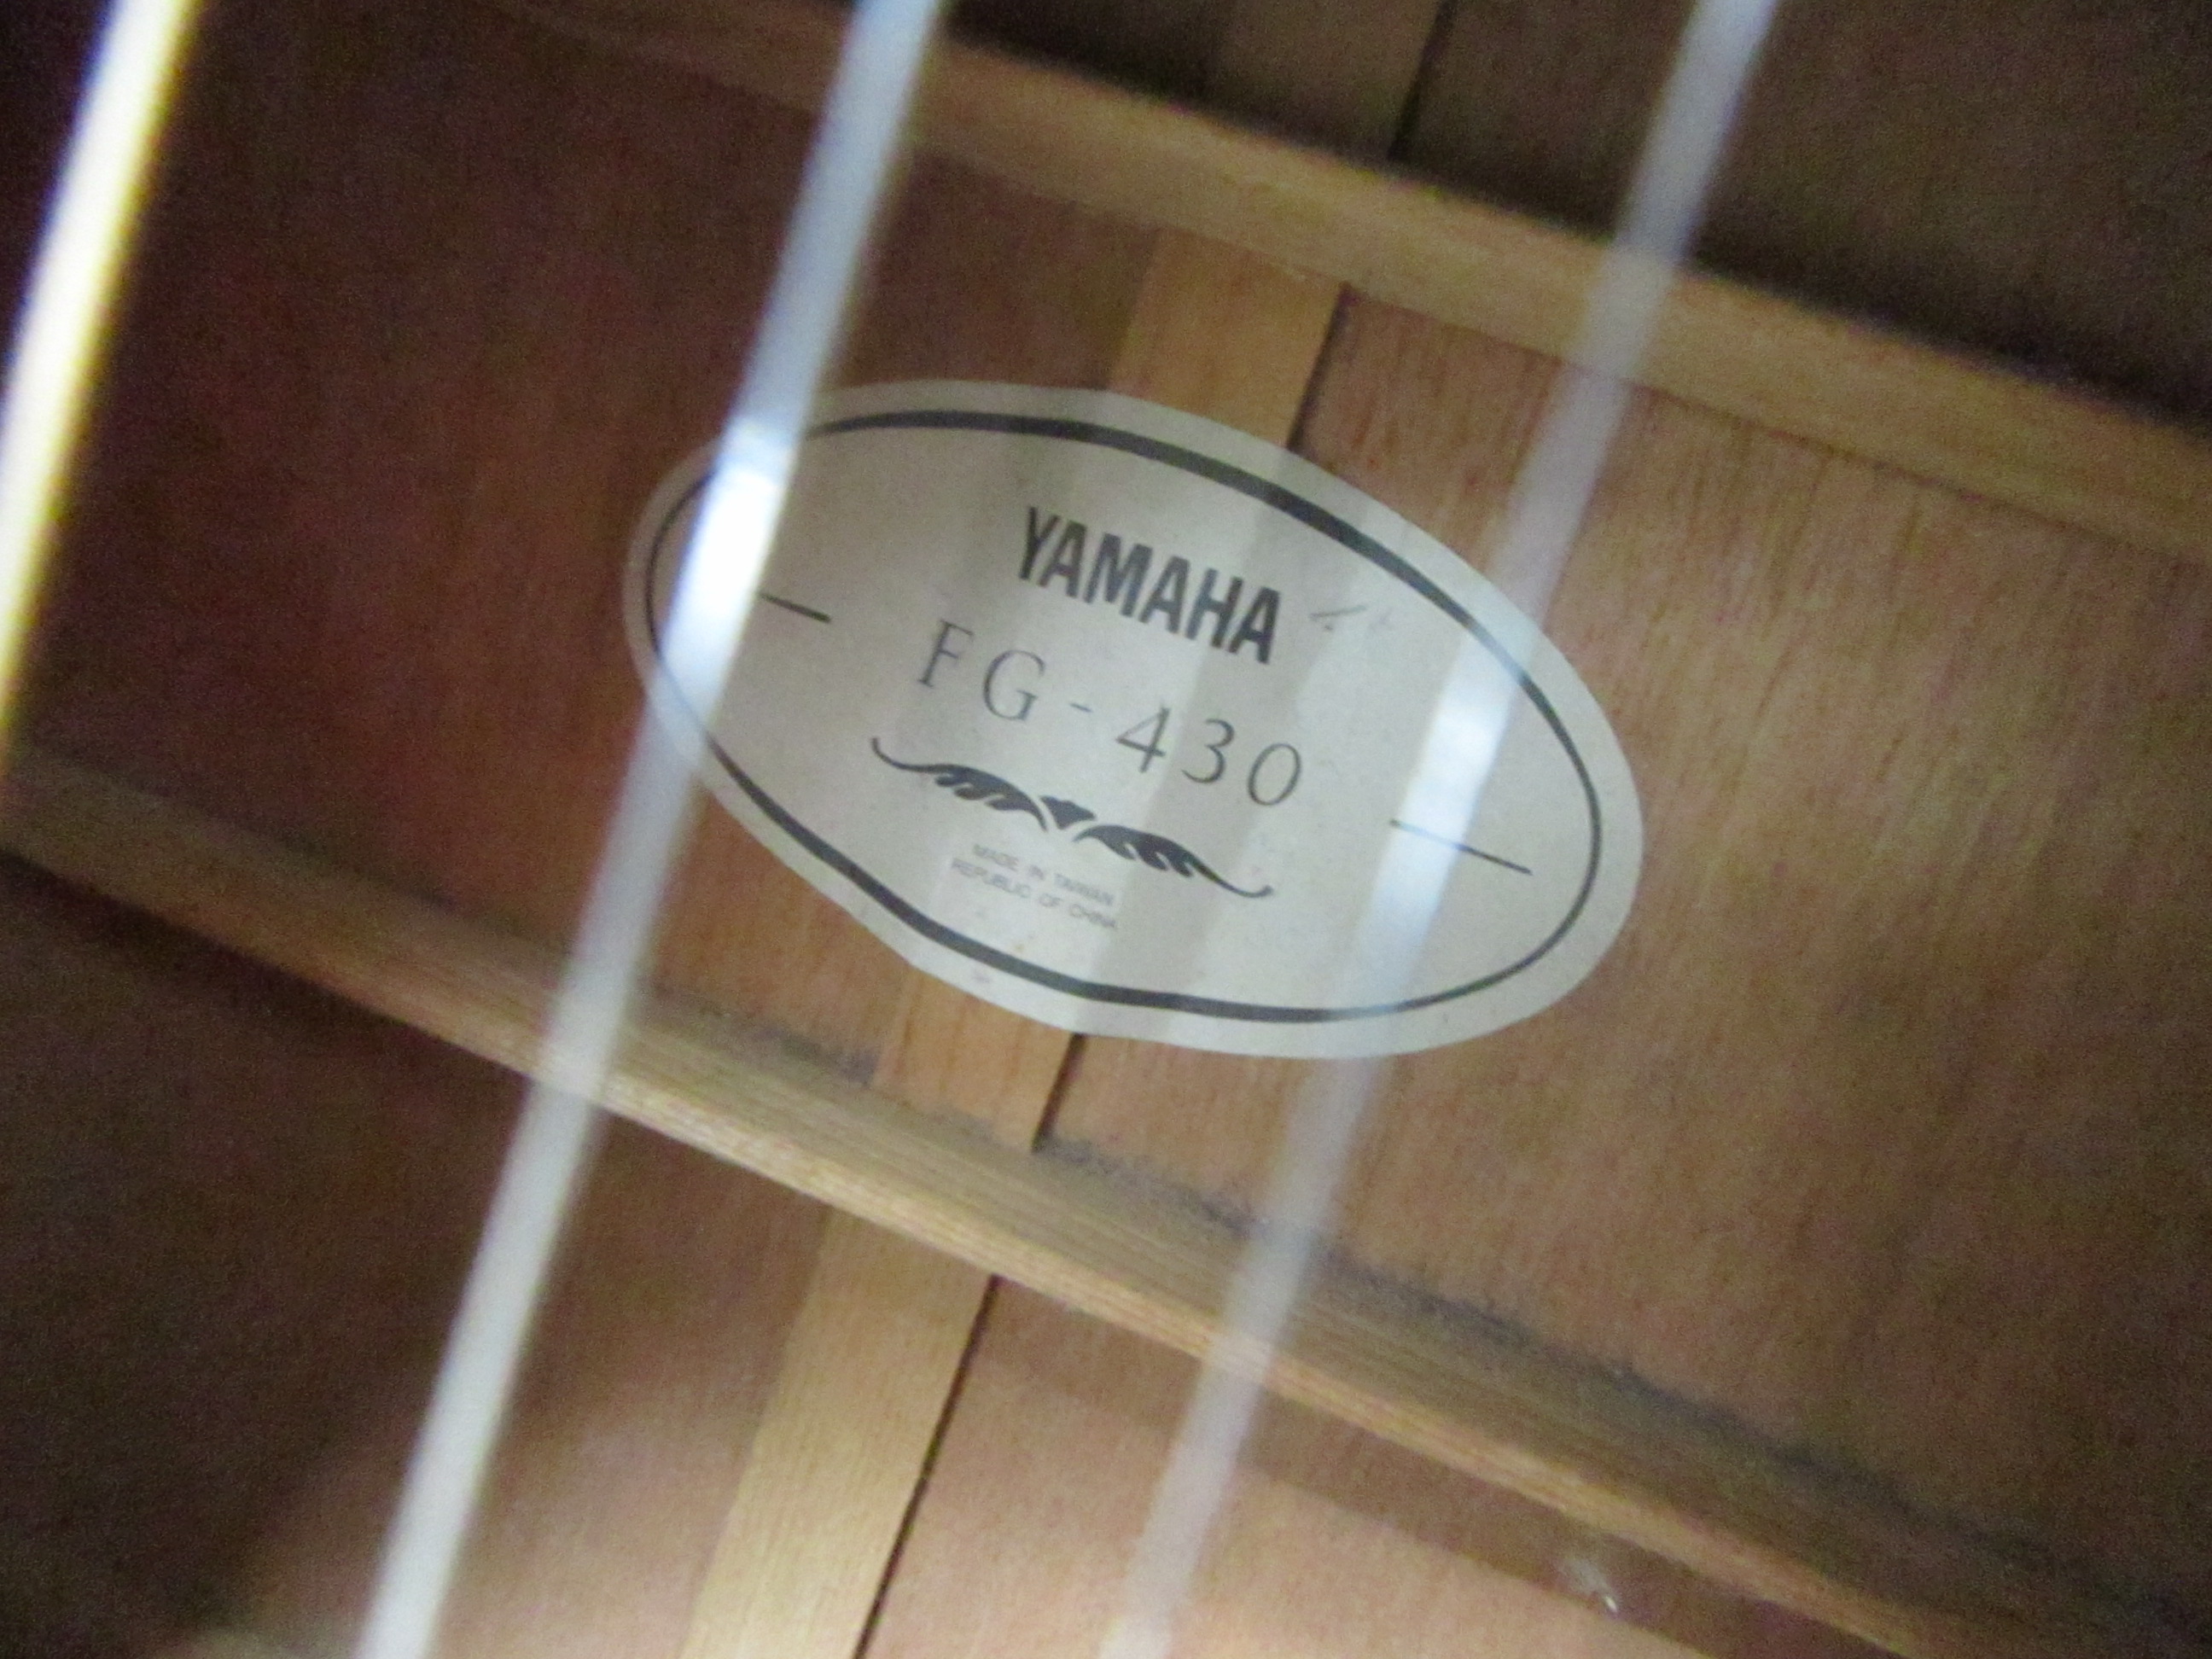 YAMAHA
FG-430
MADE IN TAIWAN
REPUBLIC OF CHINA